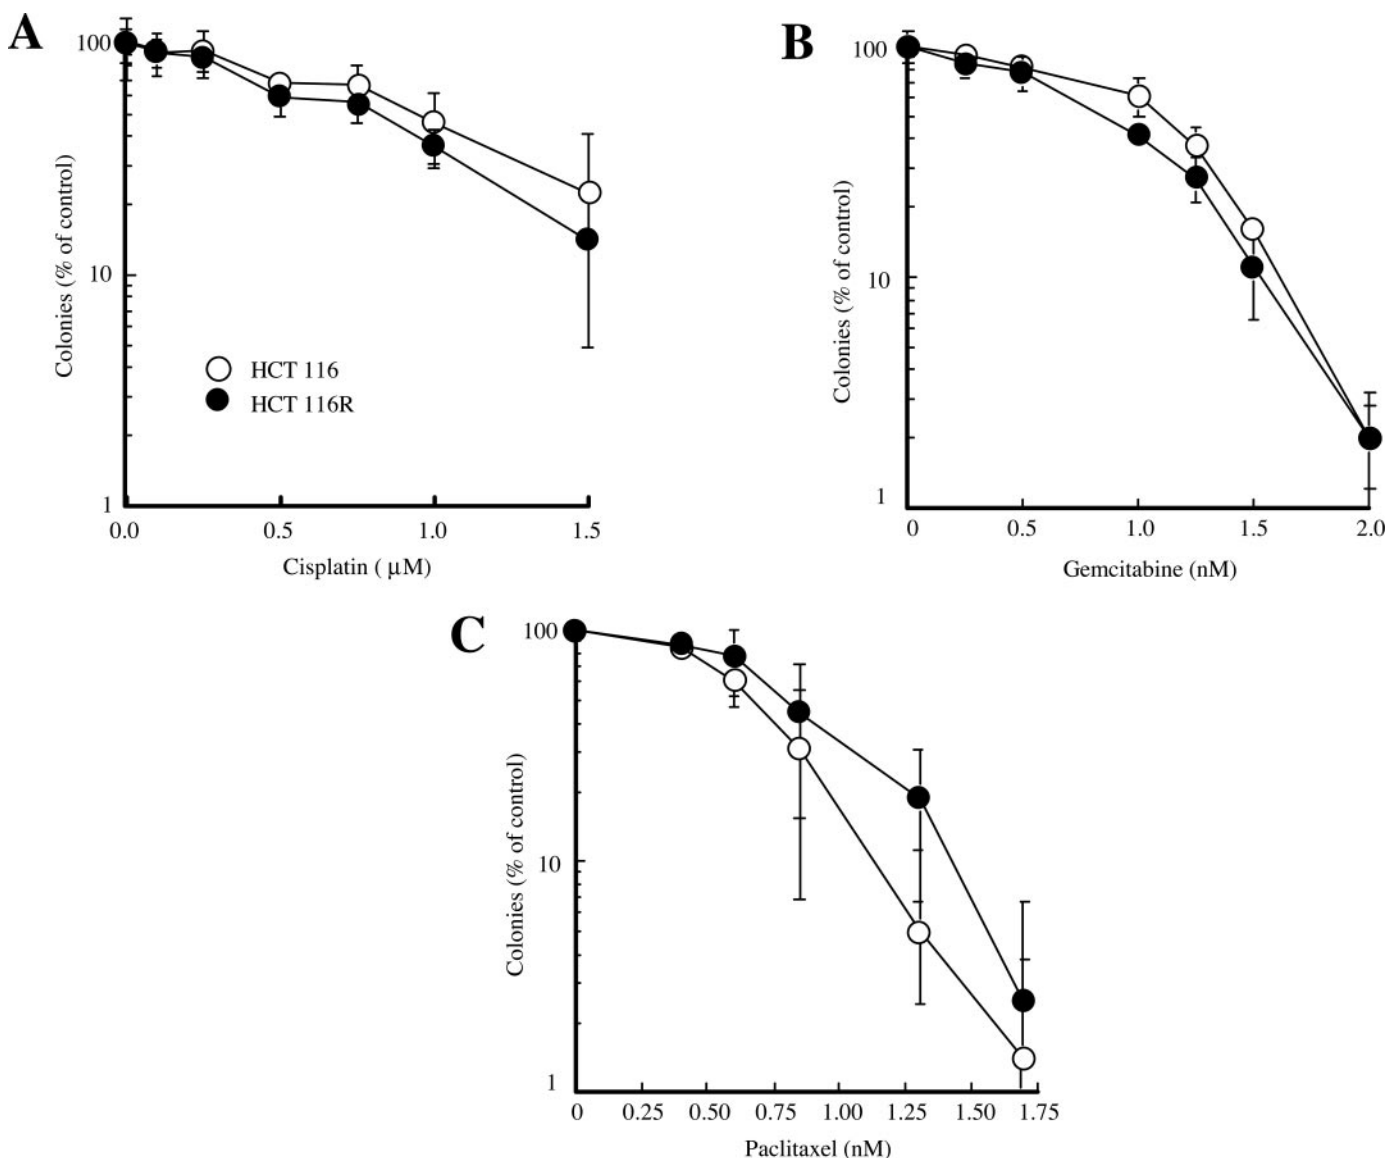 A
100
10
1
Colonies (% of control)
HCT 116
HCT 116R
0.0 0.5 1.0 1.5
Cisplatin ( μM)
B
100
10
1
Colonies (% of control)
0 0.5 1.0 1.5 2.0
Gemcitabine (nM)
C
100
10
1
Colonies (% of control)
0 0.25 0.50 0.75 1.00 1.25 1.50 1.75
Paclitaxel (nM)